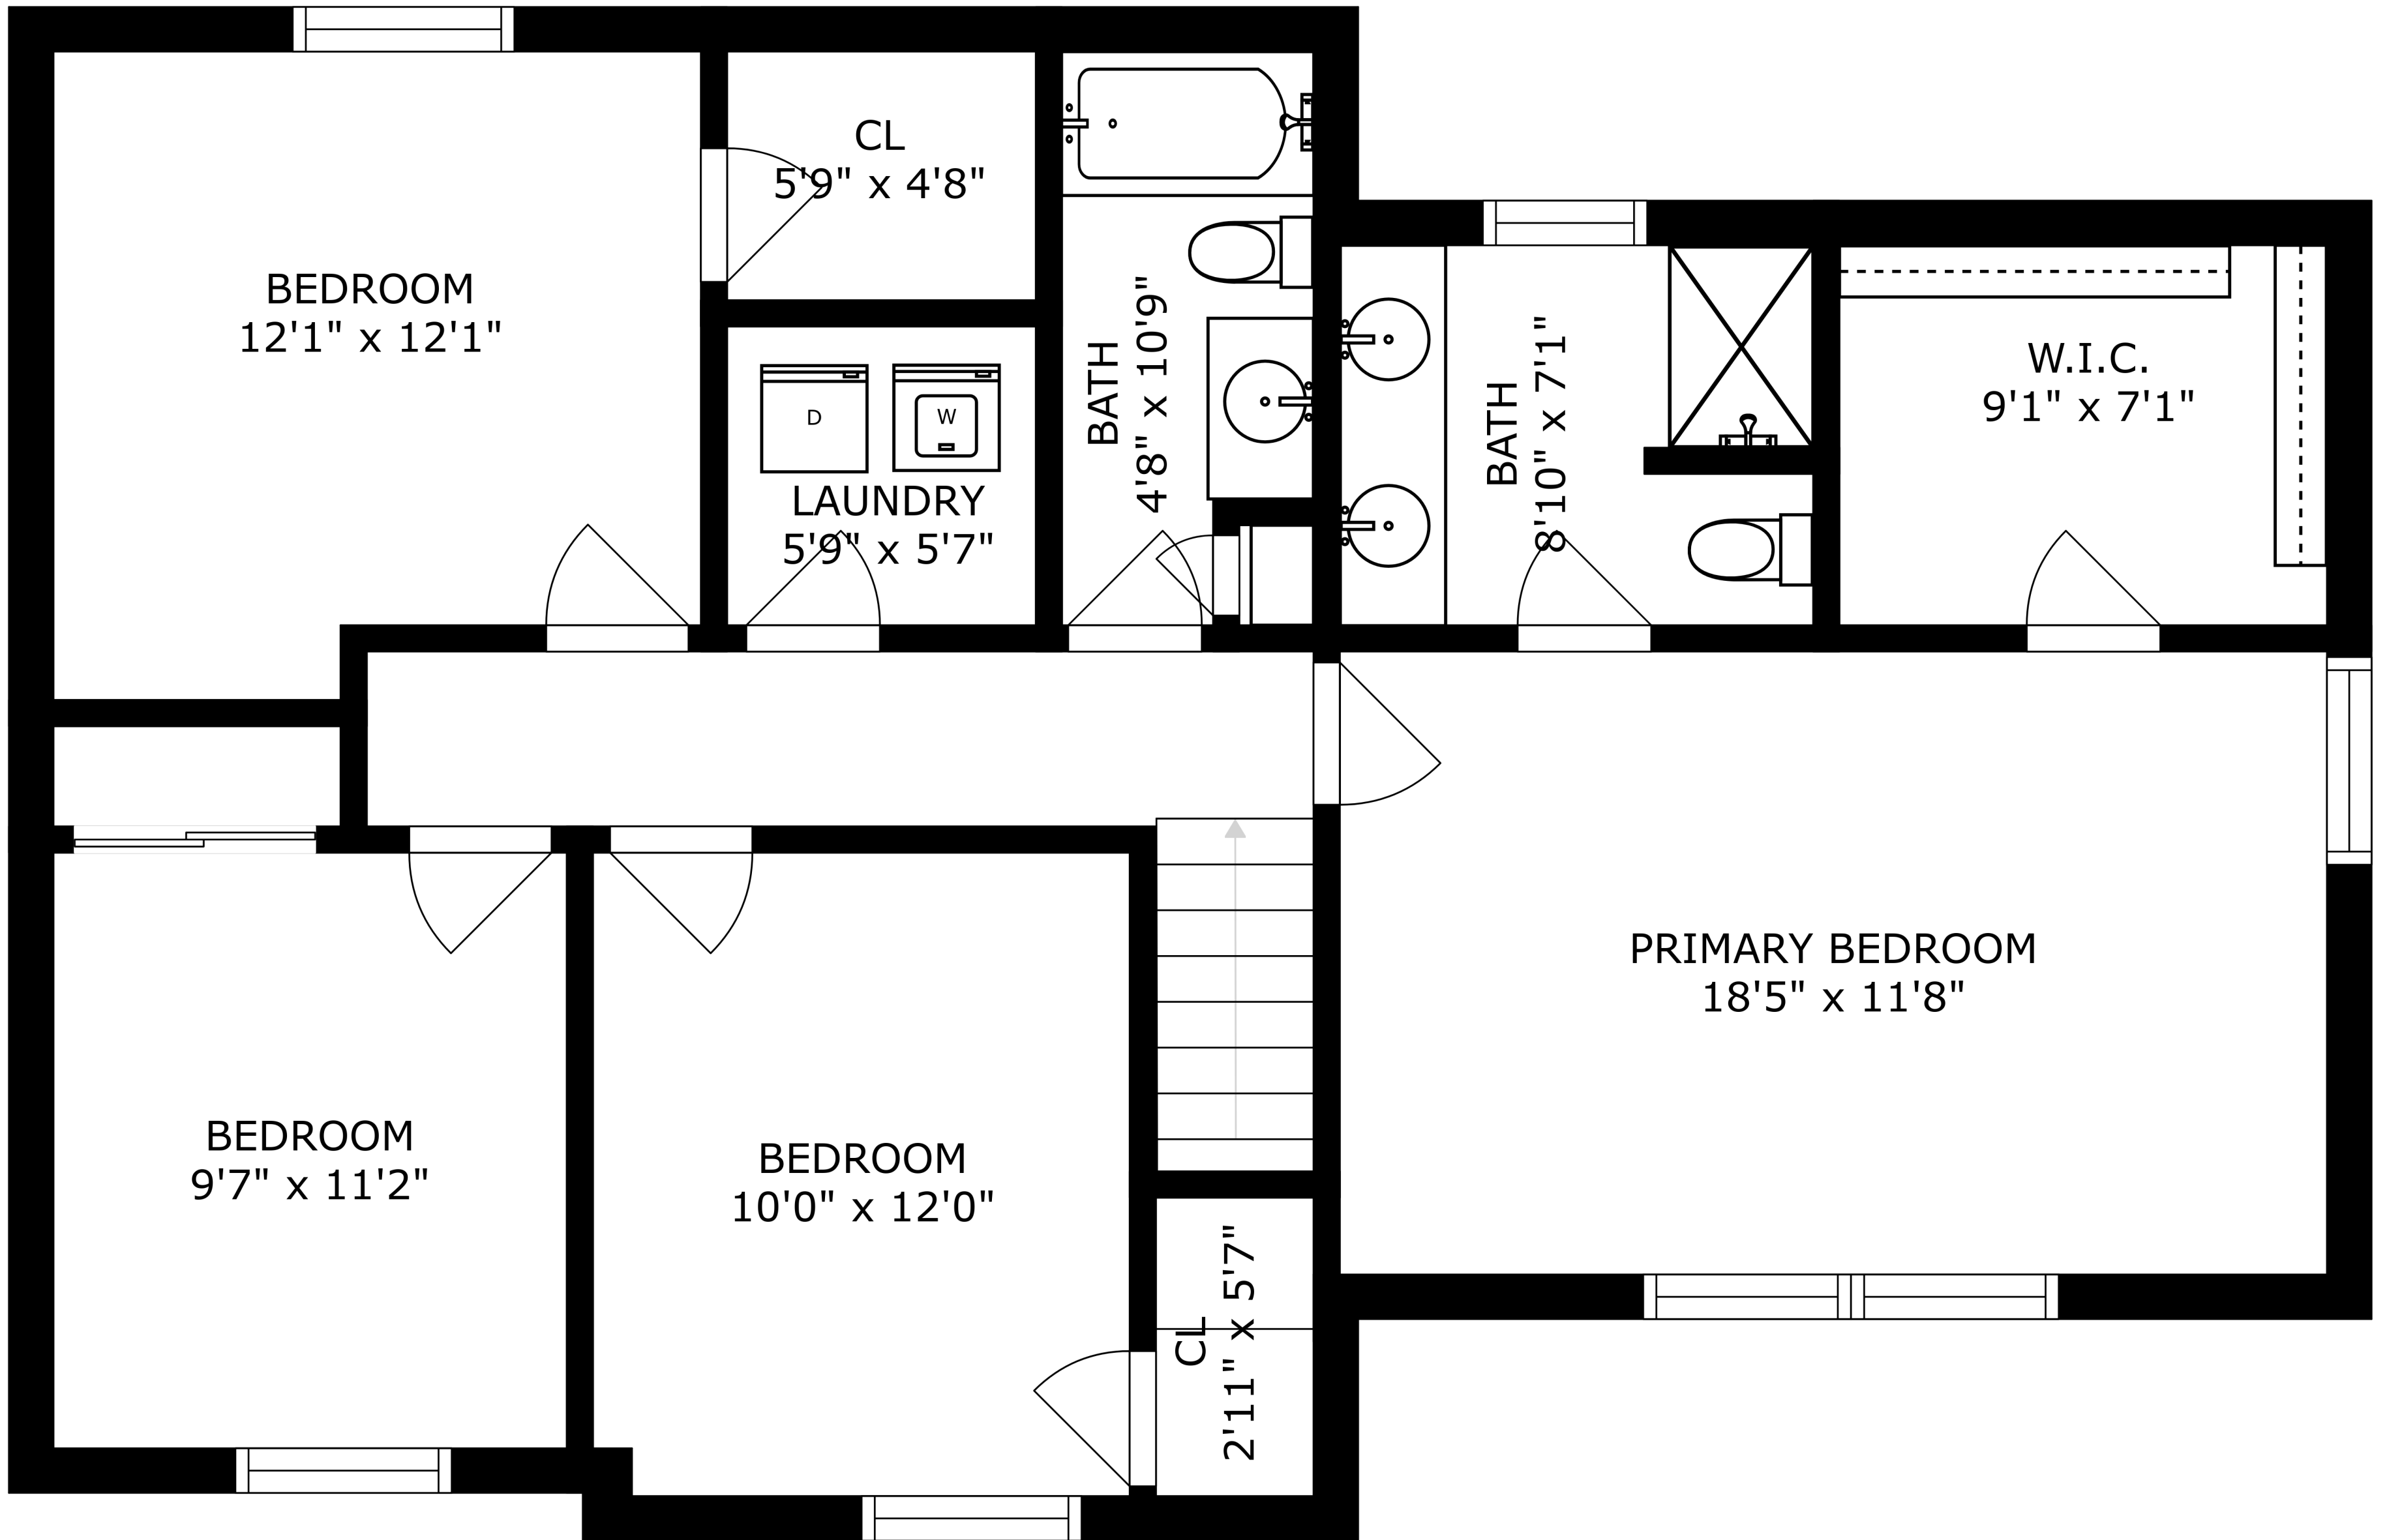 CL
5'9" x 4'8"
BEDROOM
12'1" x 12'1"
BATH
4'8" x 10'9"
BATH
8'10" x 7'1"
W.I.C.
9'1" x 7'1"
D
W
LAUNDRY
5'9" x 5'7"
PRIMARY BEDROOM
18'5" x 11'8"
BEDROOM
9'7" x 11'2"
BEDROOM
10'0" x 12'0"
CL
2'11" x 5'7"